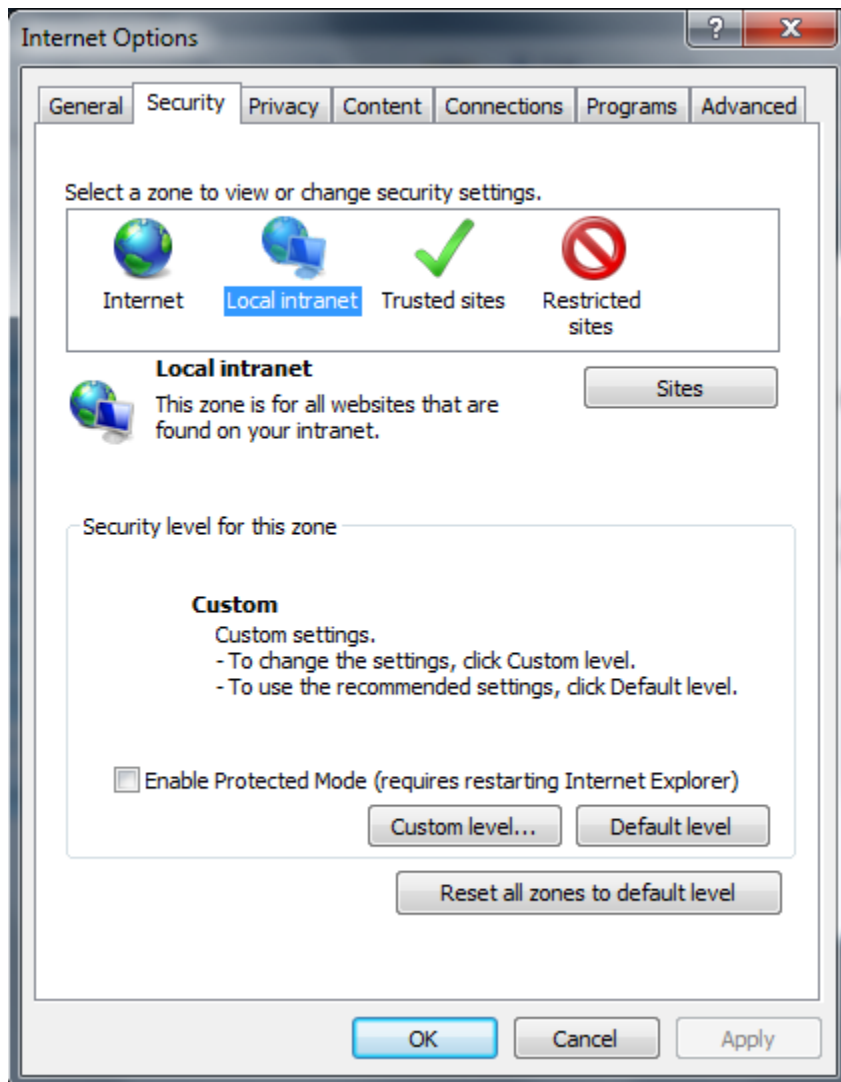 Internet Options
?
X
General Security Privacy Content Connections Programs Advanced
Select a zone to view or change security settings.
Internet Local intranet Trusted sites Restricted
sites
Local intranet
Sites
This zone is for all websites that are
found on your intranet.
Security level for this zone
Custom
Custom settings.
- To change the settings, click Custom level.
- To use the recommended settings, click Default level.
Enable Protected Mode (requires restarting Internet Explorer)
Custom level... Default level
Reset all zones to default level
OK Cancel Apply